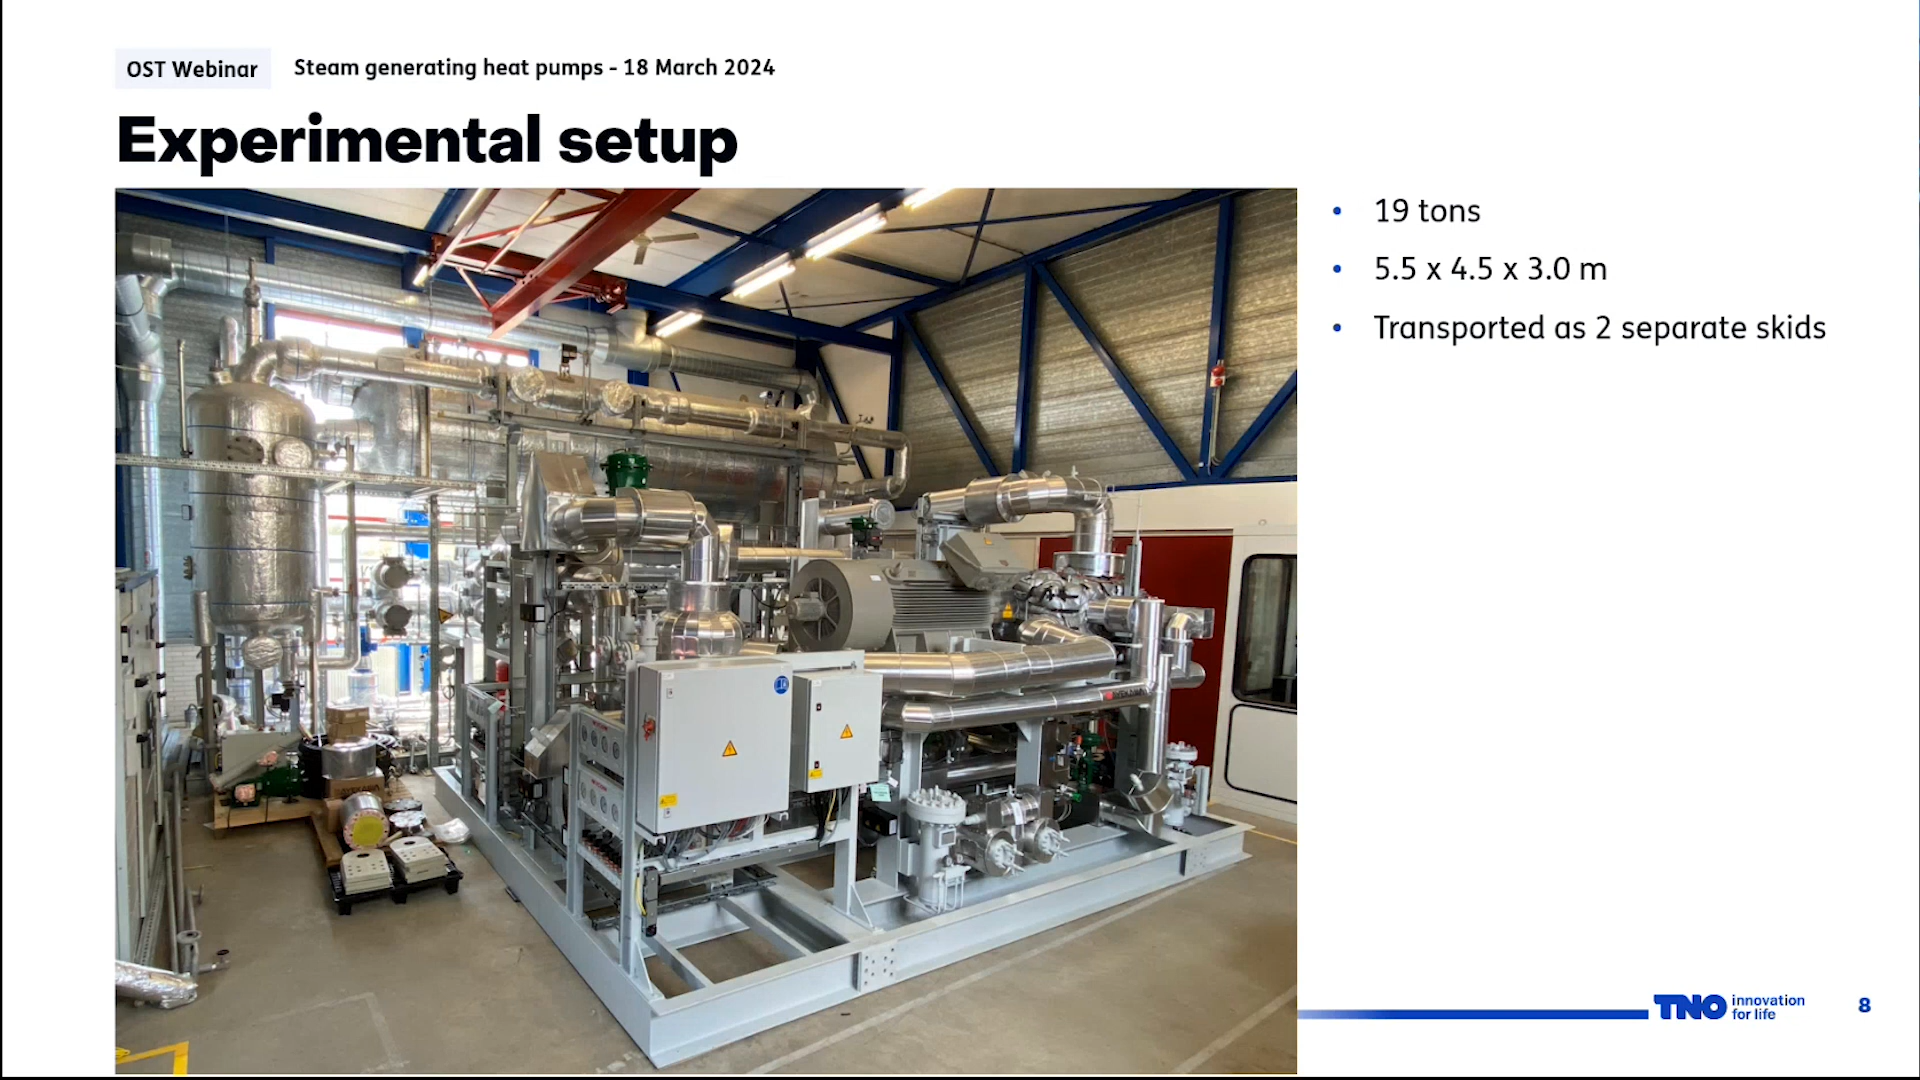 OST Webinar
Steam generating heat pumps - 18 March 2024
Experimental setup
• 19 tons
• 5.5 x 4.5 x 3.0 m
• Transported as 2 separate skids
TNO innovation
for life
8